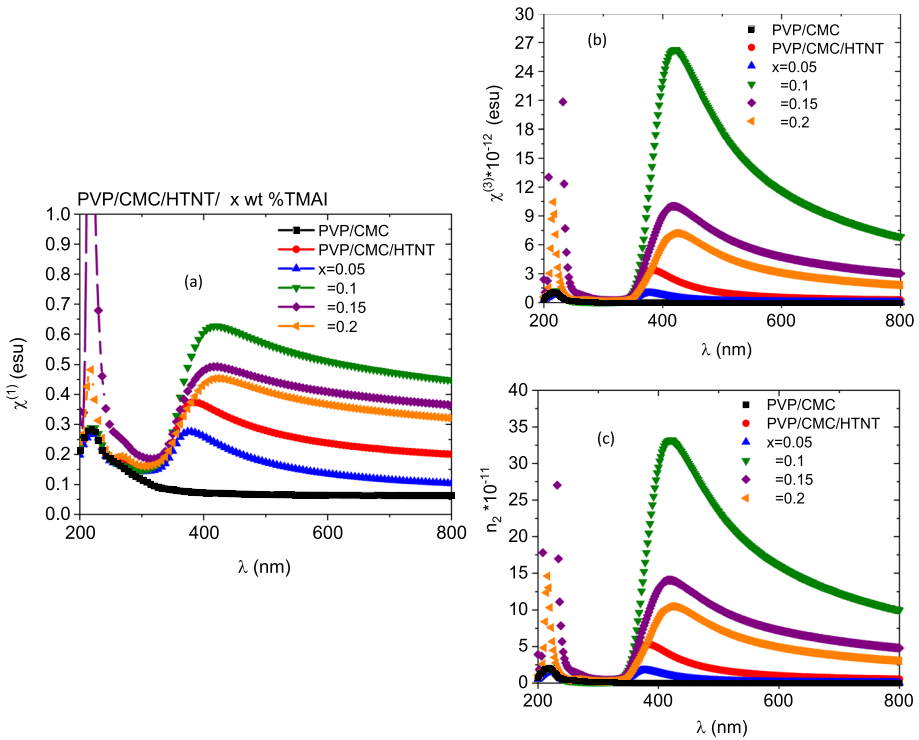 PVP/CMC/HTNT/ x wt %TMAI
1.0
0.9
0.8
0.7
0.6
0.5
0.4
0.3
0.2
0.1
0.0
χ(1) (esu)
(a)
PVP/CMC
PVP/CMC/HTNT
x=0.05
=0.1
=0.15
=0.2
200 400 600 800
λ (nm)
30
27
24
21
18
15
12
9
6
3
0
χ(3)*10-12 (esu)
(b)
PVP/CMC
PVP/CMC/HTNT
x=0.05
=0.1
=0.15
=0.2
200 400 600 800
λ (nm)
40
35
30
25
20
15
10
5
0
n2 *10-11
(c)
PVP/CMC
PVP/CMC/HTNT
x=0.05
=0.1
=0.15
=0.2
200 400 600 800
λ (nm)